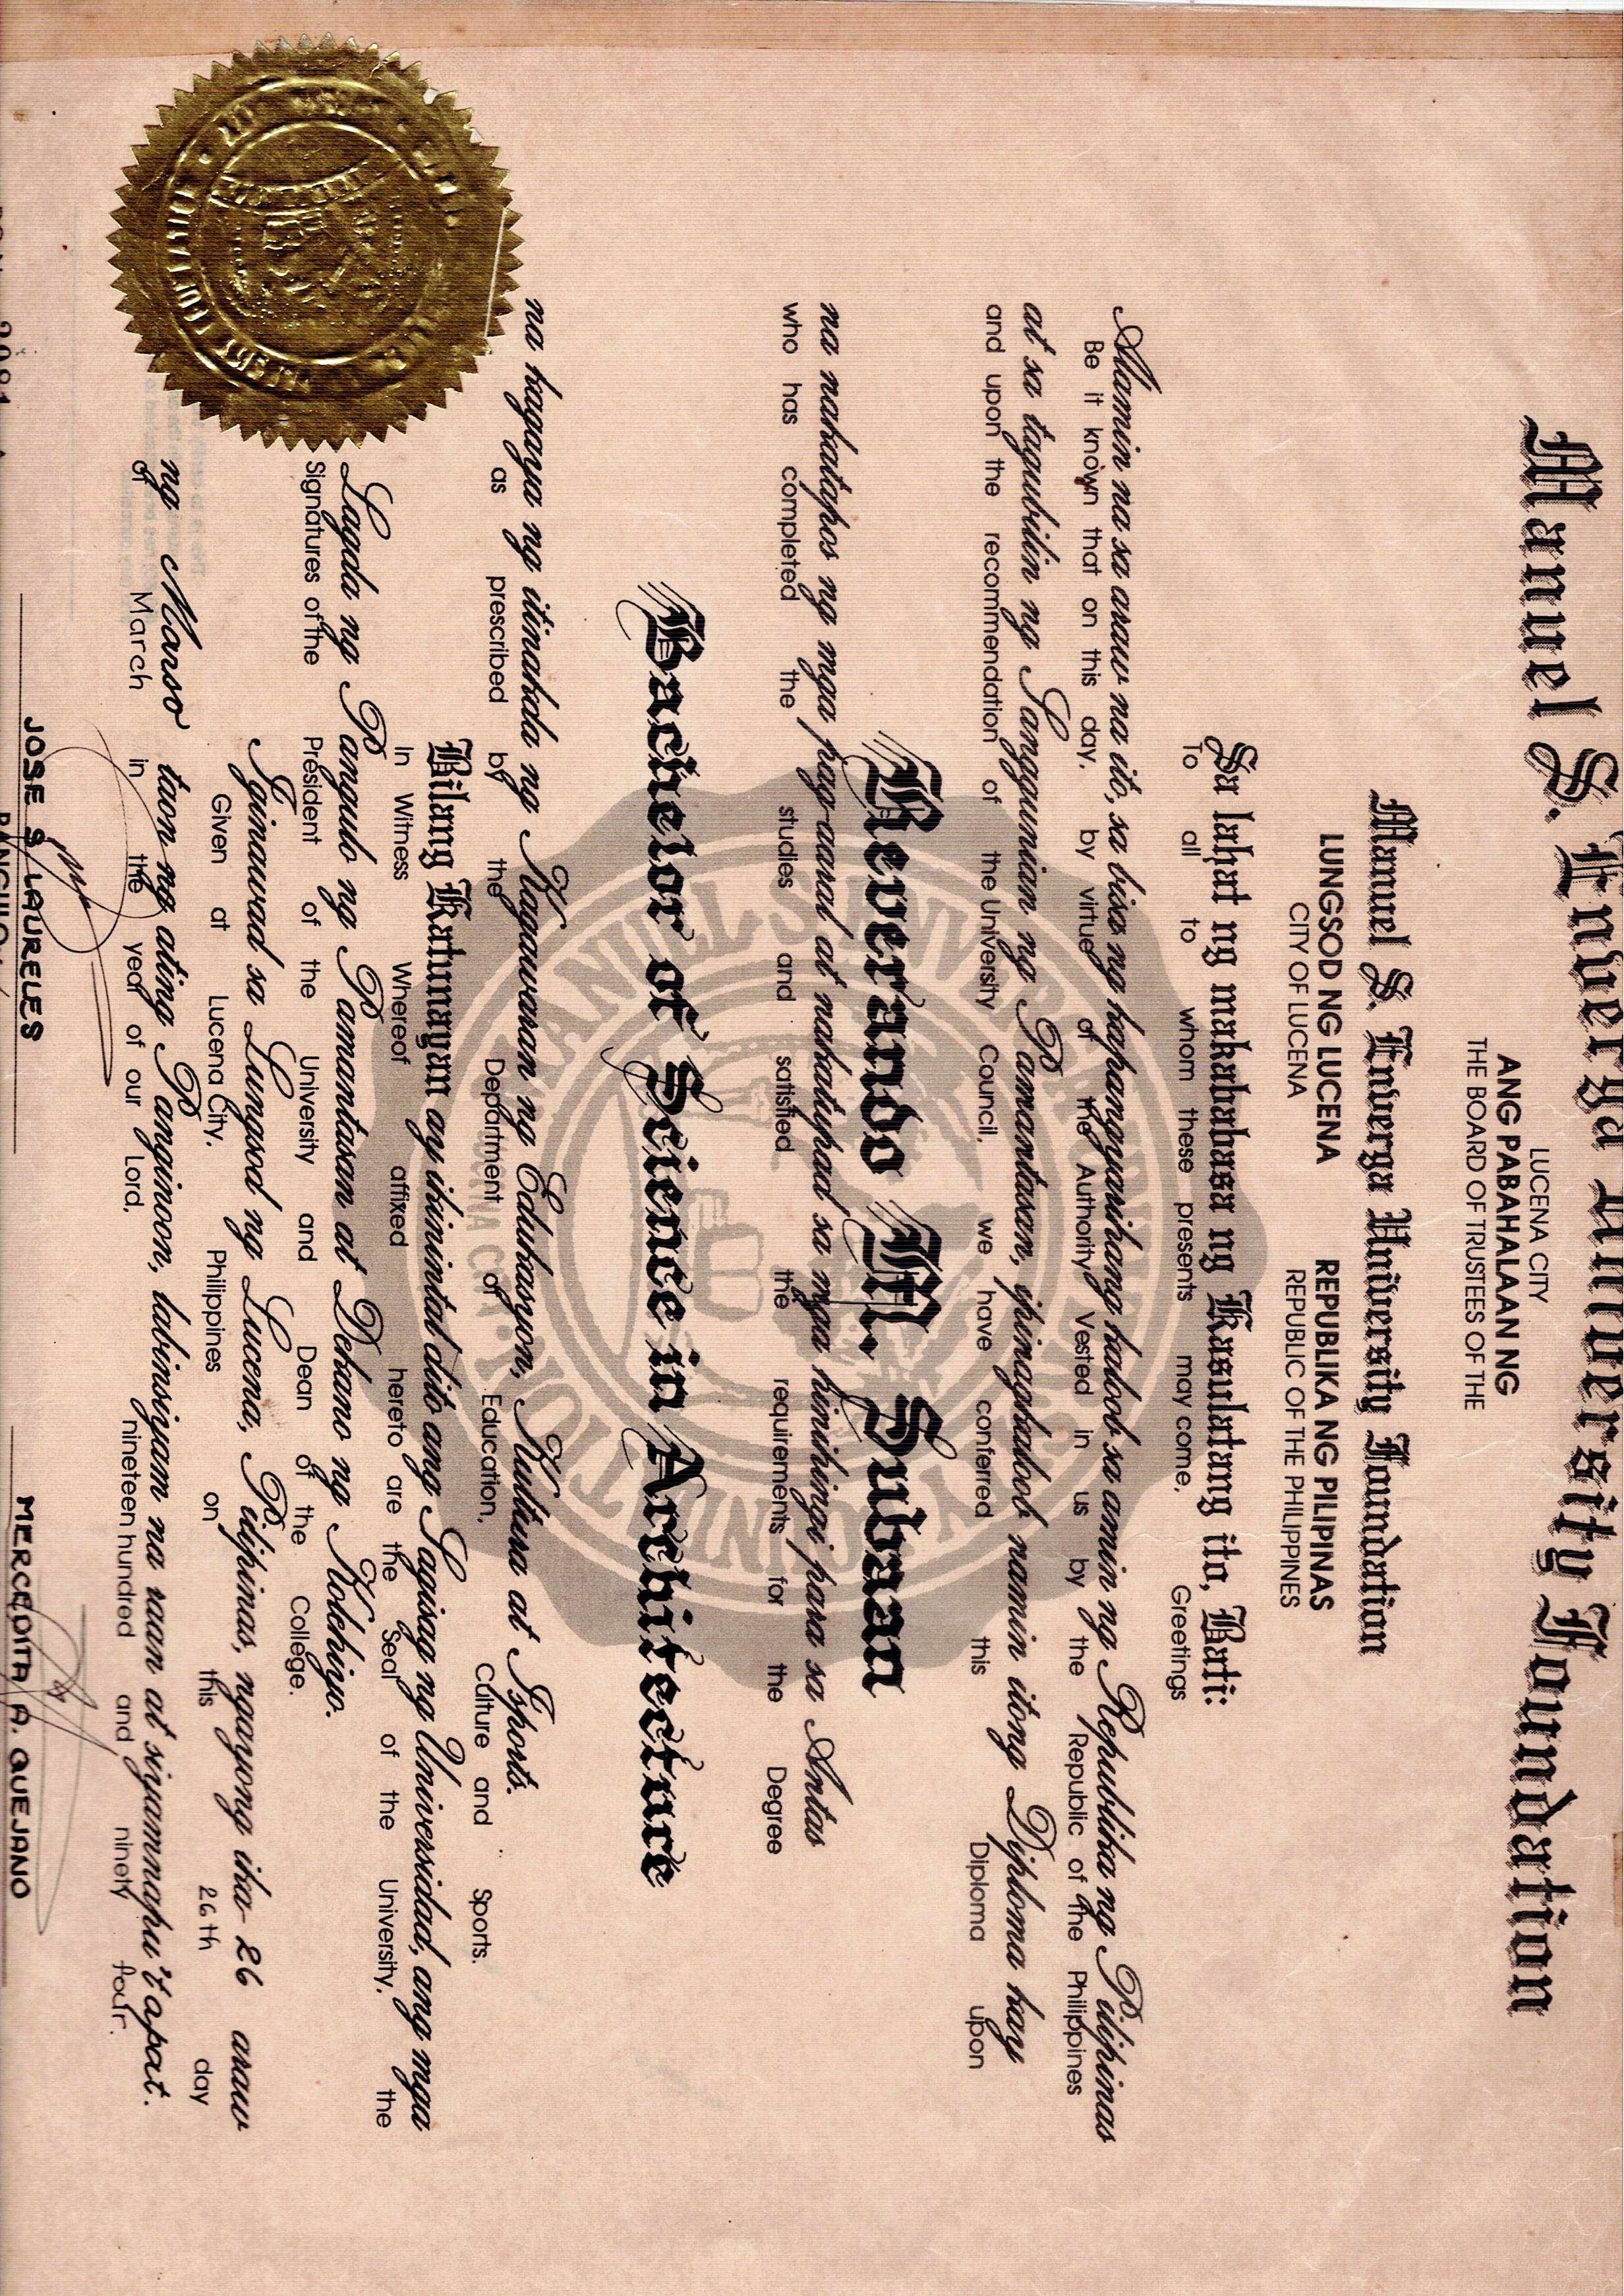 Manuel S. Enverga University Foundation
LUCENA CITY
ANG PABAHALAAN NG
THE BOARD OF TRUSTEES OF THE
Manuel S. Enverga University Foundation
LUNGSOD NG LUCENA REPUBLIKA NG PILIPINAS
CITY OF LUCENA REPUBLIC OF THE PHILIPPINES
Sa lahat ng makababasa ng Kasulatang ito, Bati:
To all to whom these presents may come, Greetings
Alamin na sa araw na ito, sa bisa ng kapangyarihang kaloob sa amin ng Republika ng Pilipinas
Be it known that on this day, by virtue of the Authority Vested in us by the Republic of the Philippines
at sa tagubilin ng Sanggunian ng Pamantasan, ipinagkaloob namin itong Diploma kay
and upon the recommendation of the University Council, we have conferred this Diploma upon
Reverando M. Subaan
na nakatapos ng mga pag-aaral at nakatupad sa mga hinihingi para sa Antas
who has completed the studies and satisfied the requirements for the Degree
Bachelor of Science in Architecture
na kagaya ng itinakda ng Kagawaran ng Edukasyon, Kultura at Isports.
as prescribed by the Department of Education, Culture and Sports.
Bilang Katunayan ay ikinintal dito ang Sagisag ng Universidad, ang mga
In Witness Whereof affixed hereto are the Seal of the University, the
Lagda ng Pangulo ng Pamantasan at Dekano ng Kolehiyo.
Signatures of the President of the University and Dean of the College.
Iginawad sa Lungsod ng Lucena, Pilipinas, ngayong ika- 26 araw
Given at Lucena City, Philippines on this 26th day
ng Marso taon ng ating Panginoon, labinsiyam na raan at siyamnapu't apat.
of March in the year of our Lord, nineteen hundred and ninety four.
JOSE S LAURELES MERCEDITA A. QUEJANO